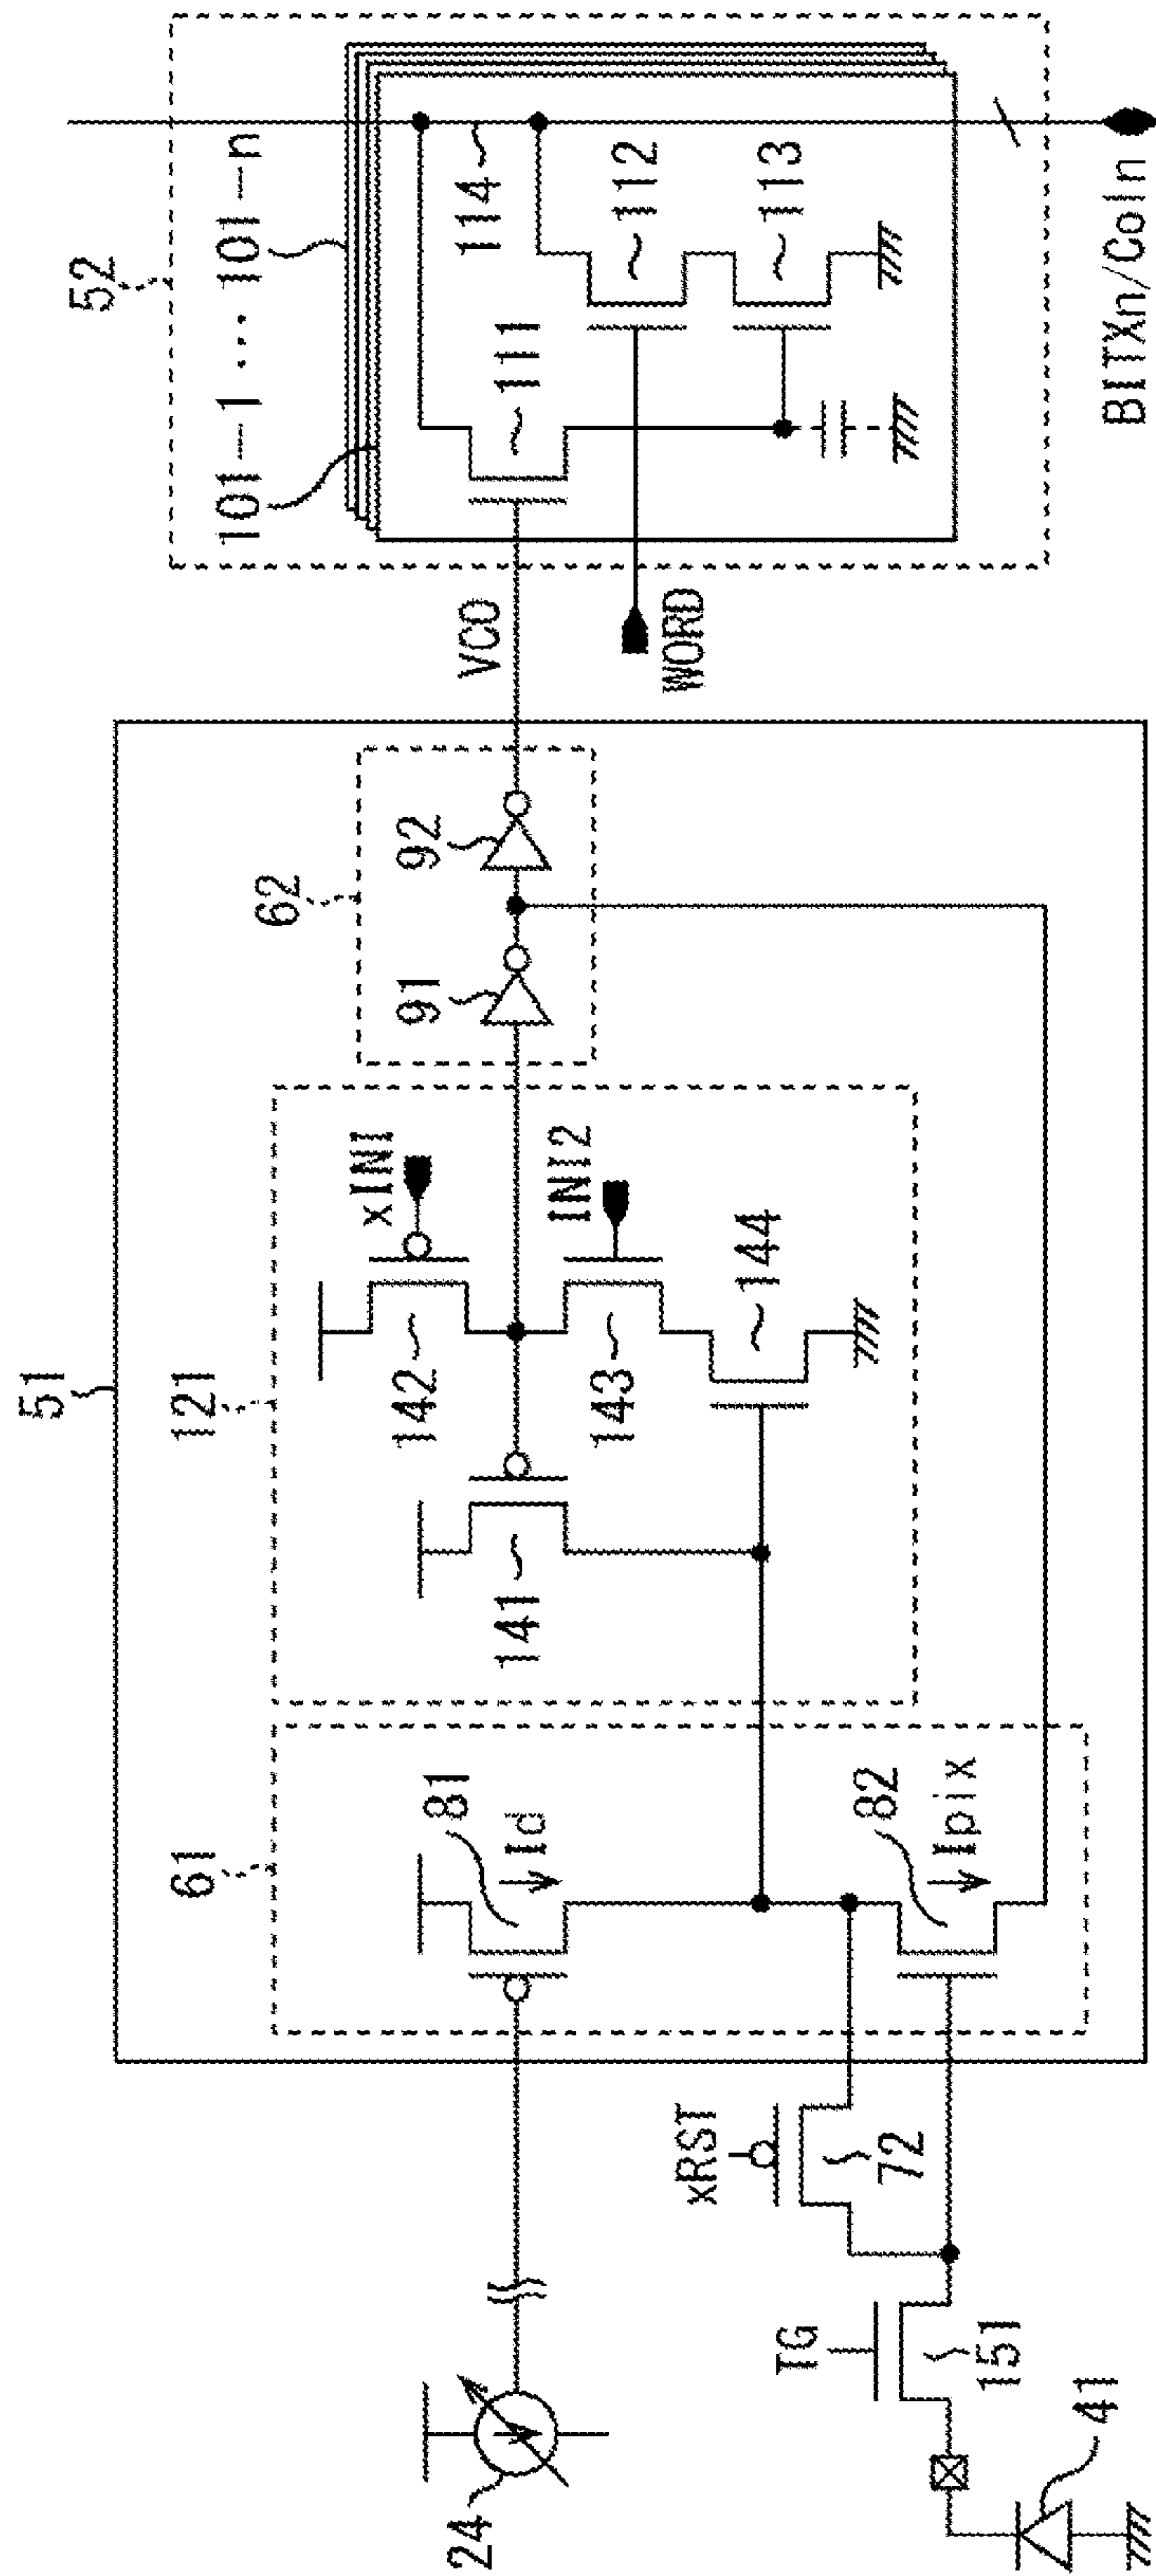 52
101-1 ... 101-n
114
111
112
113
BITXn/Coln
VCO
WORD
51
62
91
92
121
xINI
INI2
142
143
144
141
61
81
Id
82
Ipix
xRST
72
TG
151
24
41